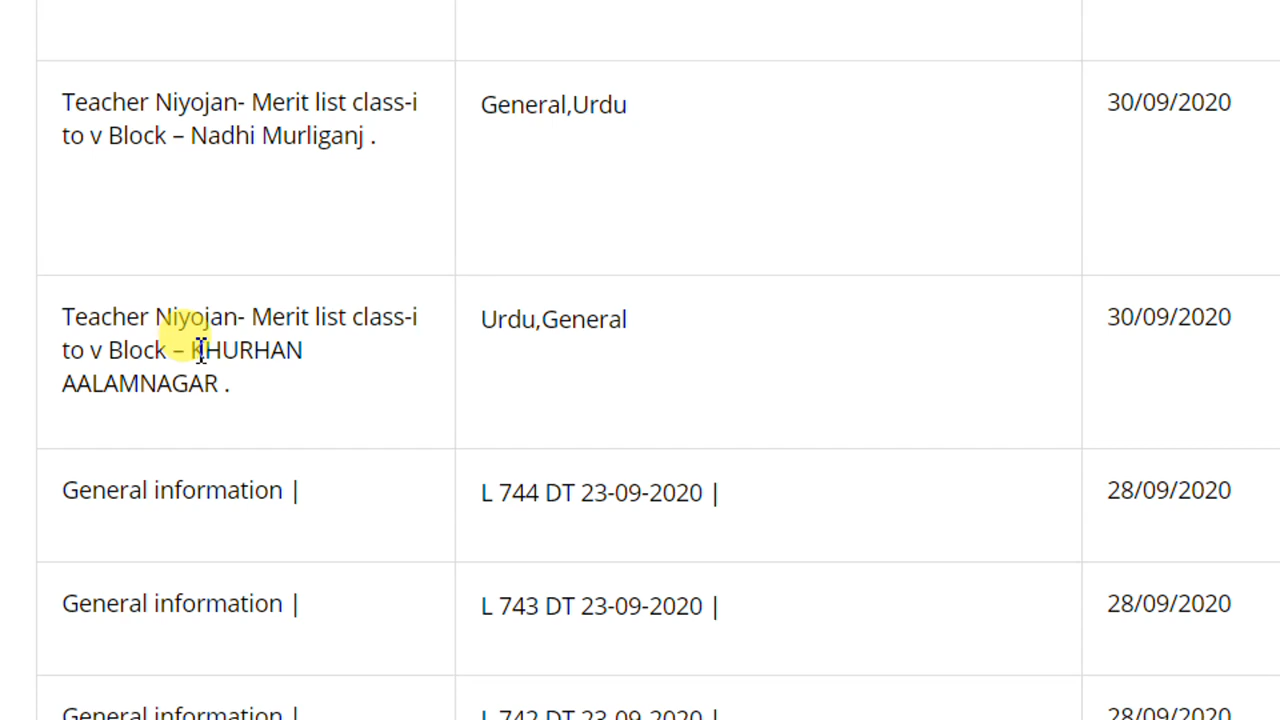 Teacher Niyojan- Merit list class-i
to v Block – Nadhi Murliganj .
General,Urdu
30/09/2020
Teacher Niyojan- Merit list class-i
to v Block – KHURHAN
AALAMNAGAR .
Urdu,General
30/09/2020
General information |
L 744 DT 23-09-2020 |
28/09/2020
General information |
L 743 DT 23-09-2020 |
28/09/2020
General information |
L 742 DT 23-09-2020 |
28/09/2020